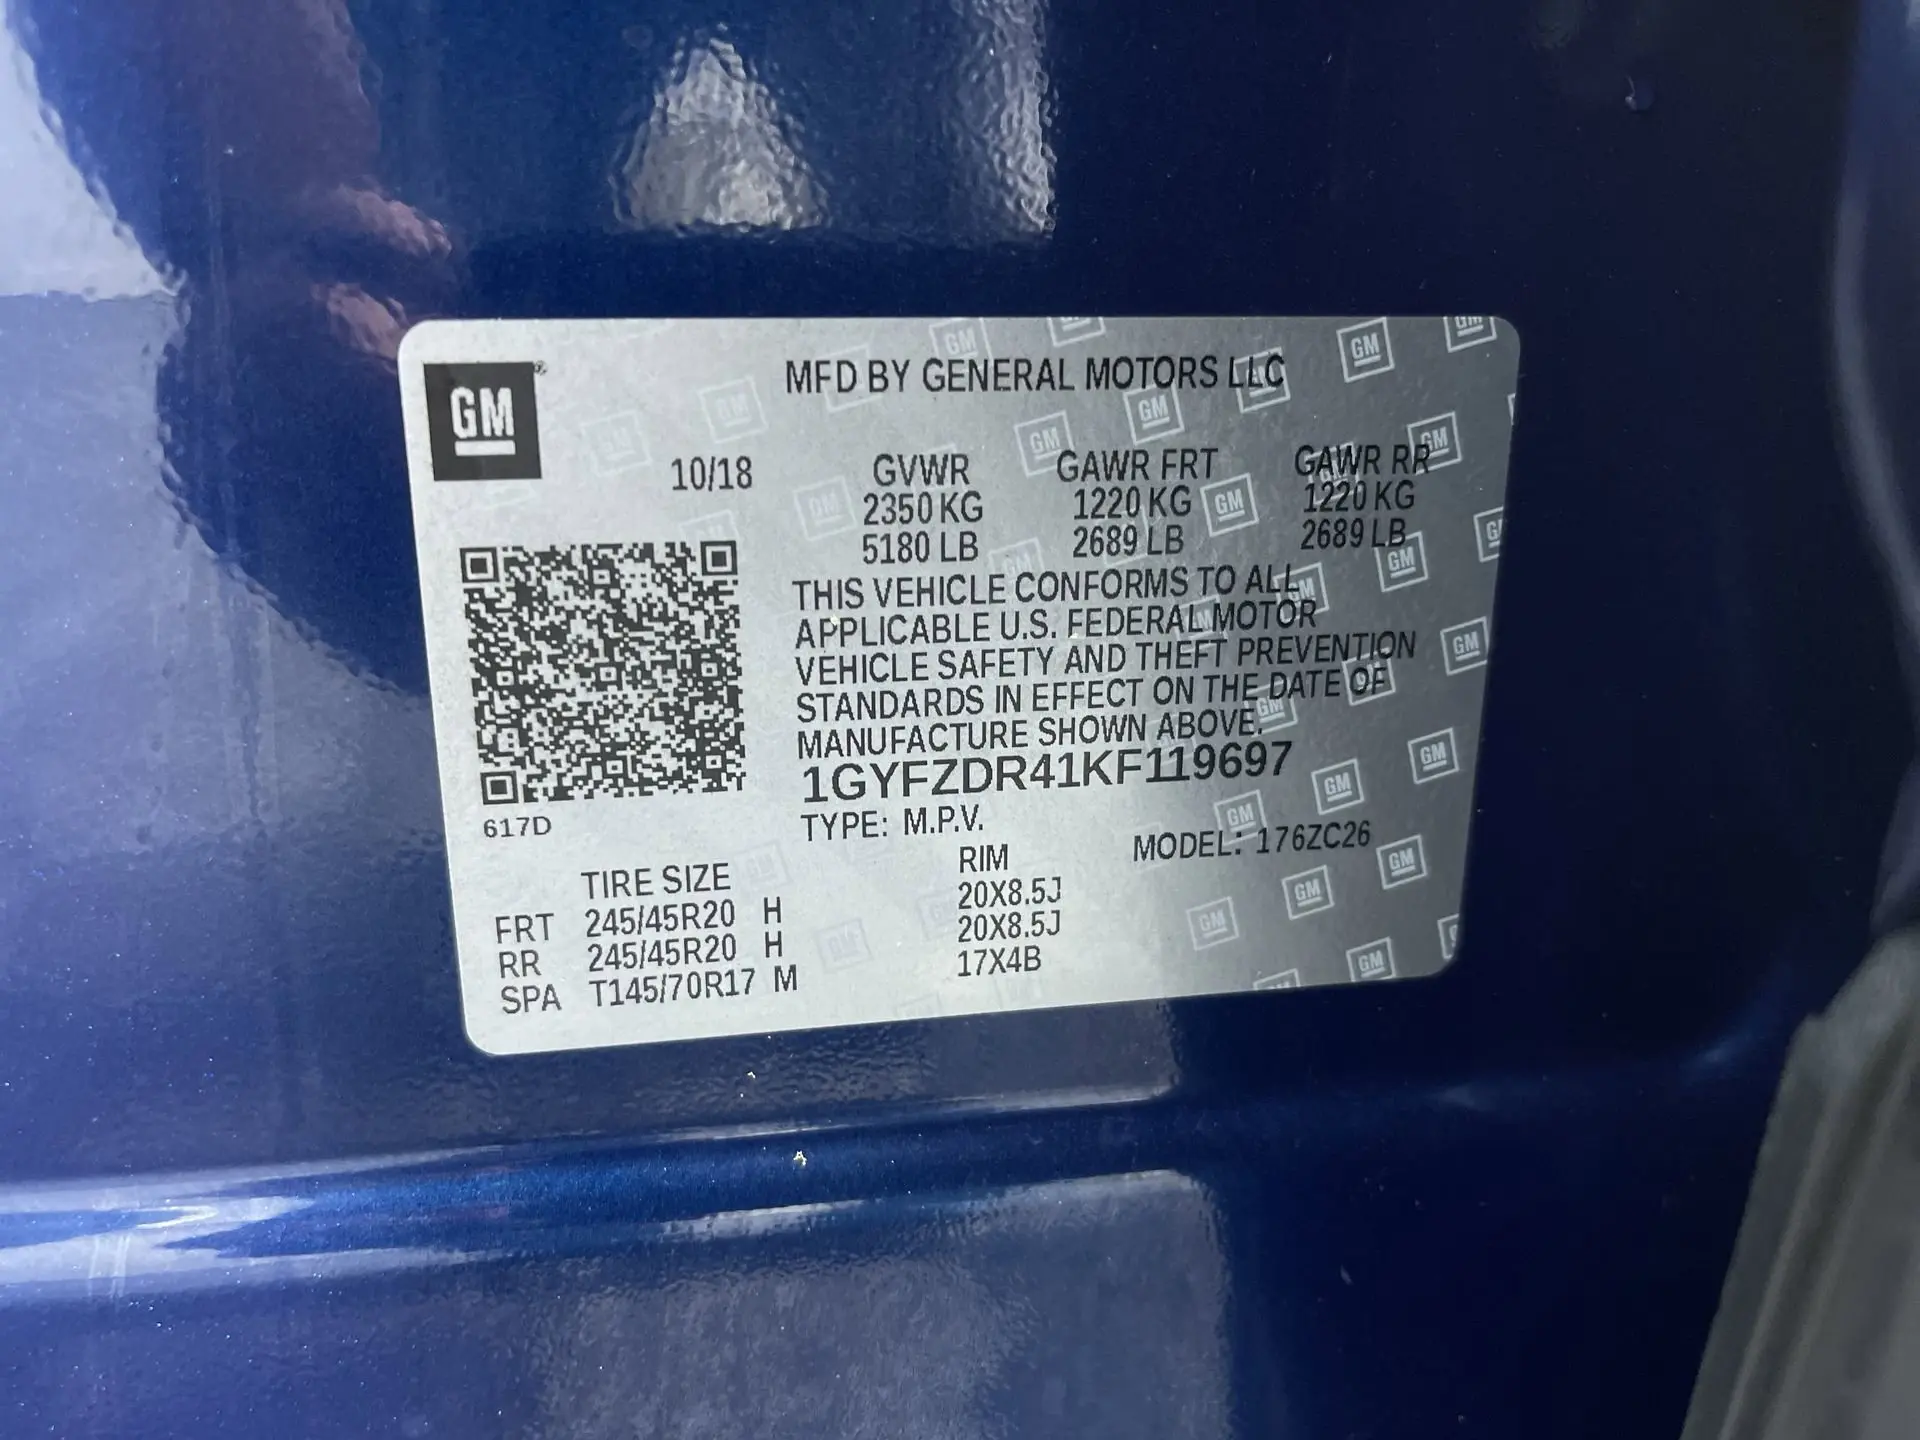 GM
MFD BY GENERAL MOTORS LLC
10/18 GVWR GAWR FRT GAWR RR
2350 KG 1220 KG 1220 KG
5180 LB 2689 LB 2689 LB
THIS VEHICLE CONFORMS TO ALL
APPLICABLE U.S. FEDERAL MOTOR
VEHICLE SAFETY AND THEFT PREVENTION
STANDARDS IN EFFECT ON THE DATE OF
MANUFACTURE SHOWN ABOVE.
1GYFZDR41KF119697
617D
TYPE: M.P.V. MODEL: 176ZC26
TIRE SIZE RIM
FRT 245/45R20 H 20X8.5J
RR 245/45R20 H 20X8.5J
SPA T145/70R17 M 17X4B